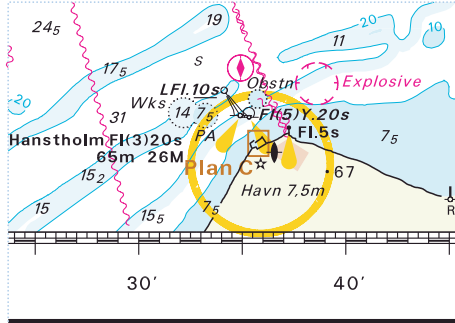 19
20
10
24₅
11
17₅
S
Obstn
Explosive
LFl.10s
Wks
20
14
7₅
31
Fl(5)Y.20s
Hanstholm Fl(3)20s
PA
Fl.5s
7₅
65m 26M
Plan C
15₂
67
Havn 7,5m
15
15₅
7₅
R
30'
40'